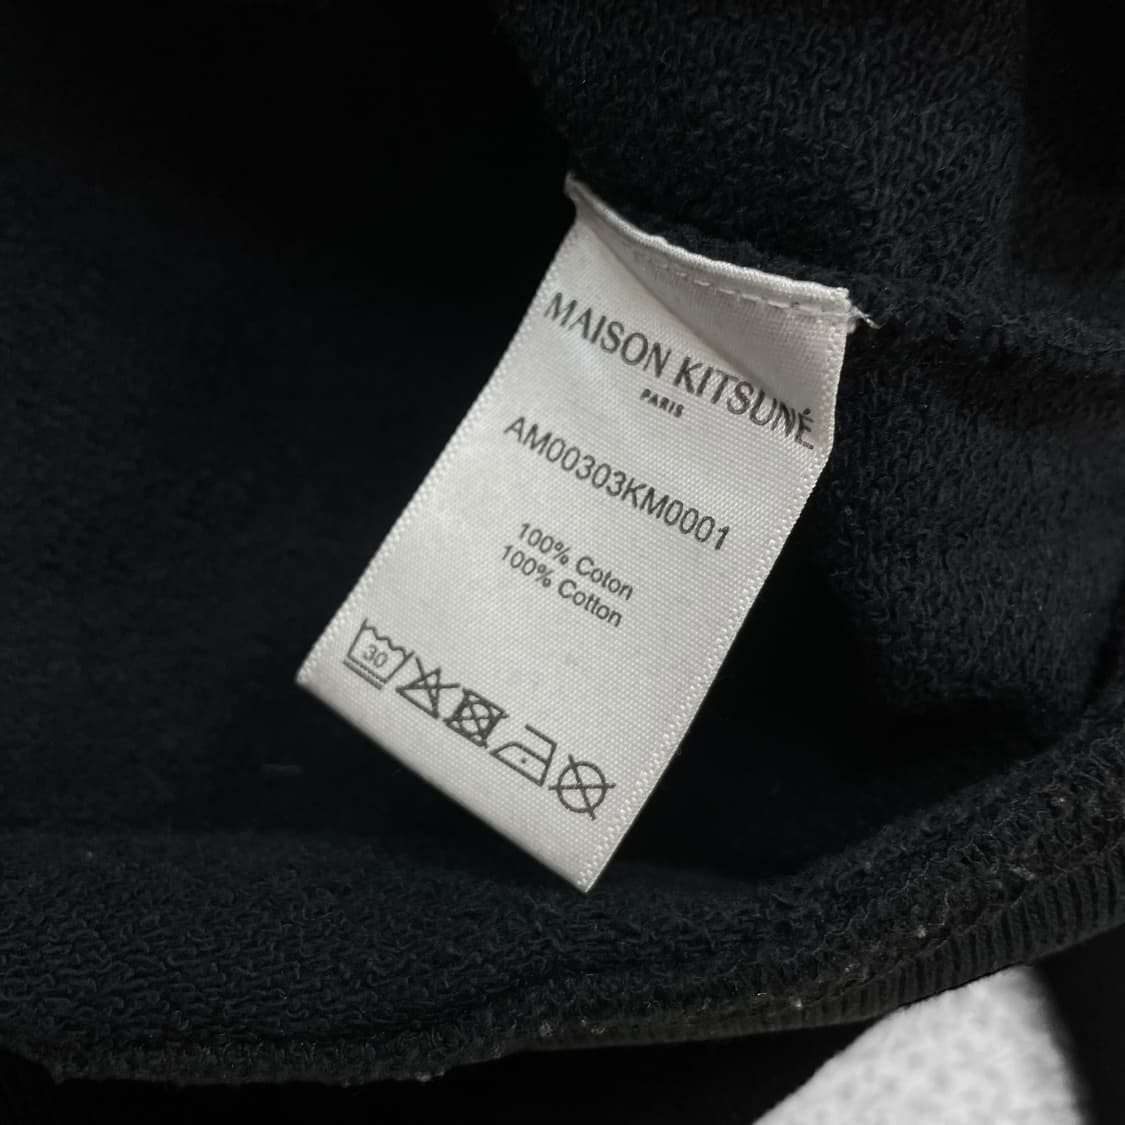 MAISON KITSUNÉ
PARIS
AM00303KM0001
100% Coton
100% Cotton
30